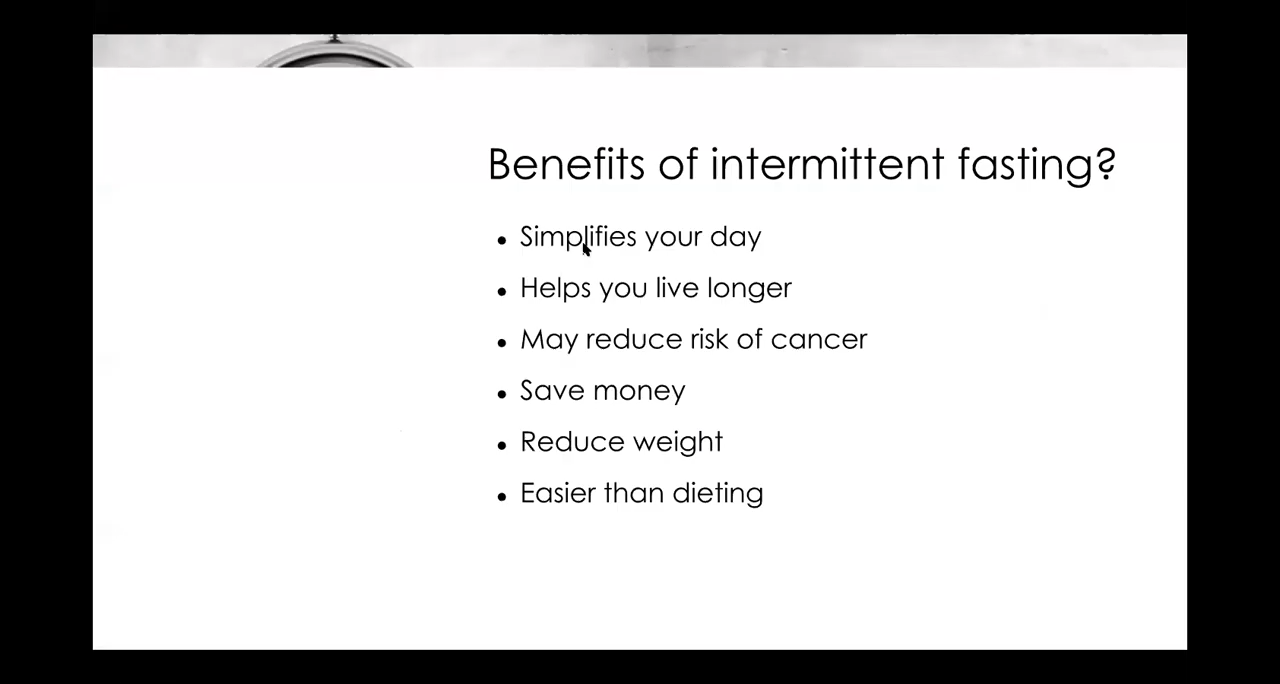 Benefits of intermittent fasting?
• Simplifies your day
• Helps you live longer
• May reduce risk of cancer
• Save money
• Reduce weight
• Easier than dieting